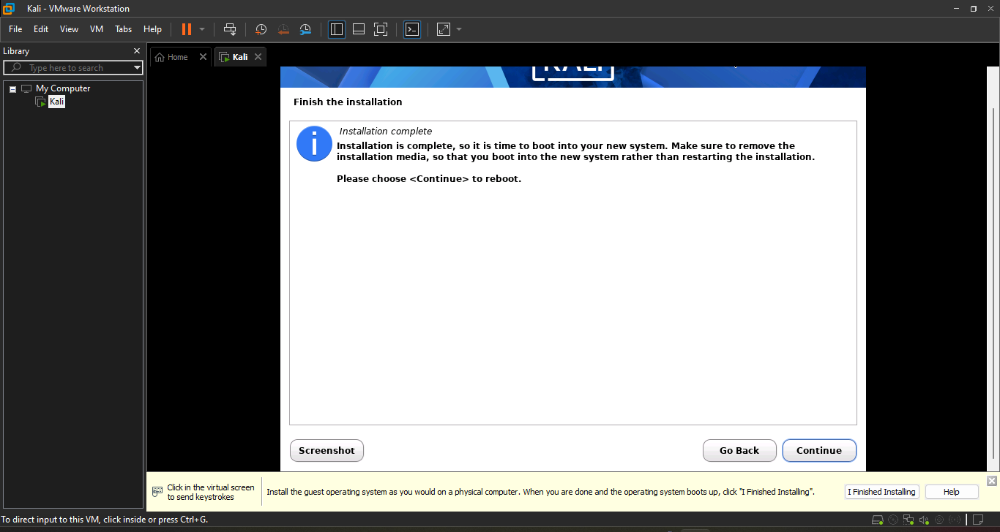 Kali - VMware Workstation
File Edit View VM Tabs Help
Library
Type here to search
Home
Kali
My Computer
Kali
KALI
Finish the installation
Installation complete
Installation is complete, so it is time to boot into your new system. Make sure to remove the
installation media, so that you boot into the new system rather than restarting the installation.
Please choose <Continue> to reboot.
Screenshot
Go Back
Continue
Click in the virtual screen
to send keystrokes
Install the guest operating system as you would on a physical computer. When you are done and the operating system boots up, click "I Finished Installing".
I Finished Installing
Help
To direct input to this VM, click inside or press Ctrl+G.